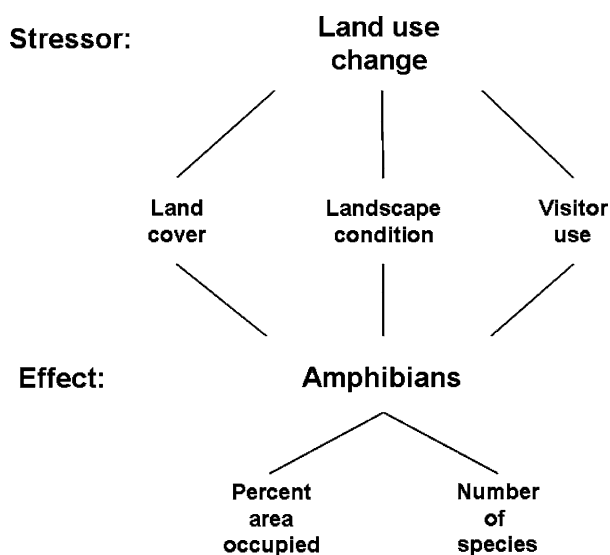 Stressor:
Land use
change
Land
cover
Landscape
condition
Visitor
use
Effect:
Amphibians
Percent
area
occupied
Number
of
species